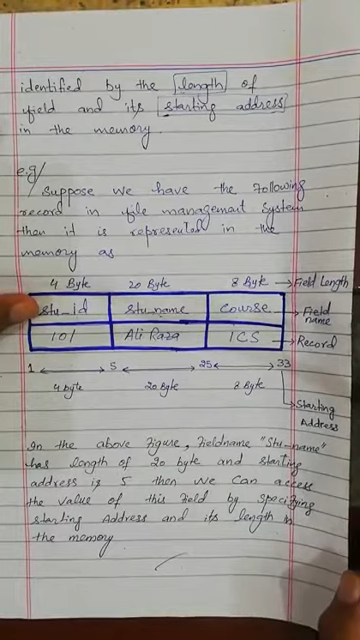 identified by the length of
field and its starting address
in the memory.
e.g/
Suppose we have the Following
record in file management System
then it is represented in the
memory as
4 Byte 20 Byte 8 Byte → Field Length
stu_id stu_name Course → Field name
101 Ali Raza ICS → Record
1 5 25 33
4 byte 20 Byte 8 Byte
Starting
Address
In the above Figure, Fieldname "Stu_name"
has length of 20 byte and starting
address is 5 then we can access
the value of this Field by specifying
starting Address and its length in
the memory